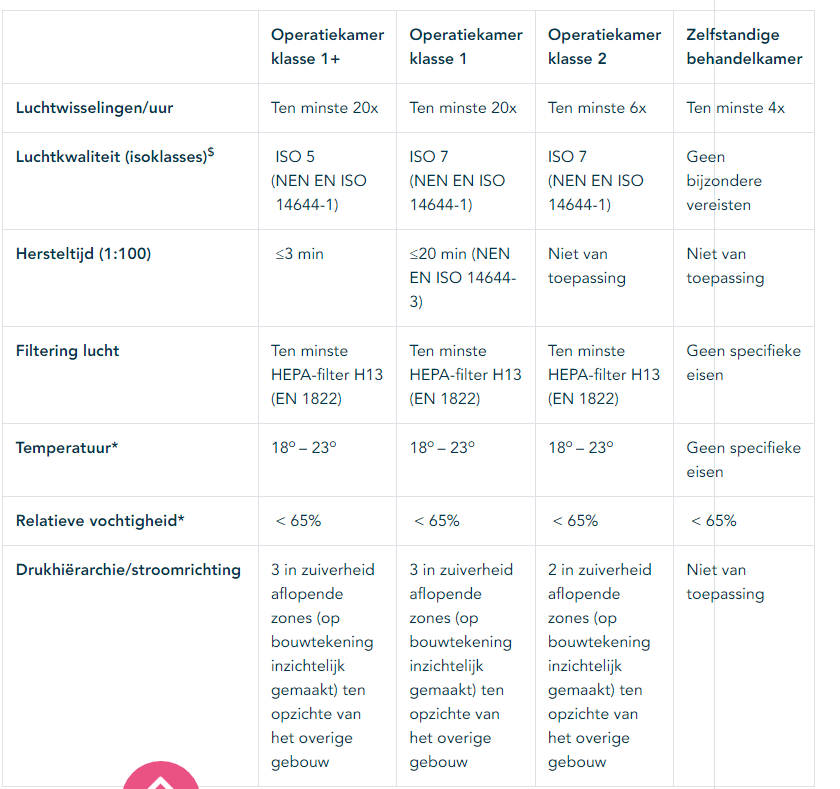 Operatiekamer klasse 1+
Operatiekamer klasse 1
Operatiekamer klasse 2
Zelfstandige behandelkamer
Luchtwisselingen/uur
Ten minste 20x
Ten minste 20x
Ten minste 6x
Ten minste 4x
Luchtkwaliteit (isoklasses)$
ISO 5
(NEN EN ISO
14644-1)
ISO 7
(NEN EN ISO
14644-1)
ISO 7
(NEN EN ISO
14644-1)
Geen
bijzondere
vereisten
Hersteltijd (1:100)
≤3 min
≤20 min (NEN
EN ISO 14644-
3)
Niet van
toepassing
Niet van
toepassing
Filtering lucht
Ten minste
HEPA-filter H13
(EN 1822)
Ten minste
HEPA-filter H13
(EN 1822)
Ten minste
HEPA-filter H13
(EN 1822)
Geen specifieke
eisen
Temperatuur*
18º – 23º
18º – 23º
18º – 23º
Geen specifieke
eisen
Relatieve vochtigheid*
< 65%
< 65%
< 65%
< 65%
Drukhiërarchie/stroomrichting
3 in zuiverheid
aflopende
zones (op
bouwtekening
inzichtelijk
gemaakt) ten
opzichte van
het overige
gebouw
3 in zuiverheid
aflopende
zones (op
bouwtekening
inzichtelijk
gemaakt) ten
opzichte van
het overige
gebouw
2 in zuiverheid
aflopende
zones (op
bouwtekening
inzichtelijk
gemaakt) ten
opzichte van
het overige
gebouw
Niet van
toepassing